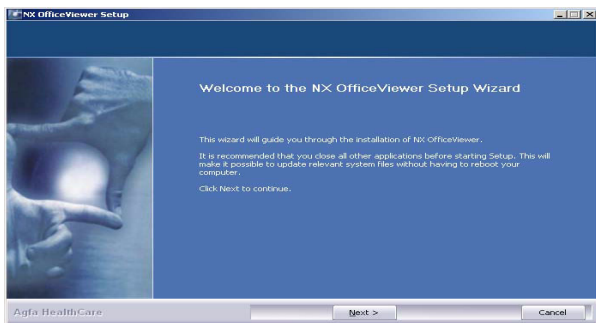 NX OfficeViewer Setup
Welcome to the NX OfficeViewer Setup Wizard
This wizard will guide you through the installation of NX OfficeViewer.
It is recommended that you close all other applications before starting Setup. This will
make it possible to update relevant system files without having to reboot your
computer.
Click Next to continue.
Agfa HealthCare
Next >
Cancel